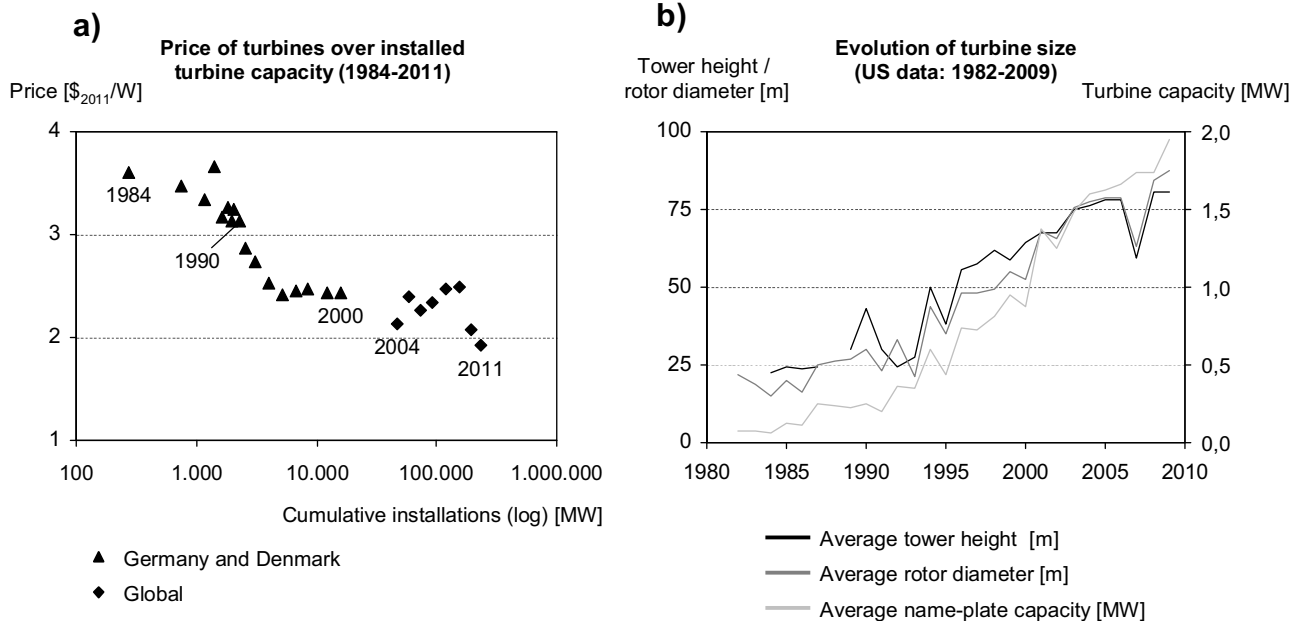 a)
Price of turbines over installed
turbine capacity (1984-2011)
Price [$2011/W]
4
3
2
1
1984
1990
2000
2004
2011
100
1.000
10.000
100.000
1.000.000
Cumulative installations (log) [MW]
Germany and Denmark
Global
b)
Evolution of turbine size
(US data: 1982-2009)
Tower height /
rotor diameter [m]
Turbine capacity [MW]
100
75
50
25
0
2,0
1,5
1,0
0,5
0,0
1980
1985
1990
1995
2000
2005
2010
Average tower height [m]
Average rotor diameter [m]
Average name-plate capacity [MW]